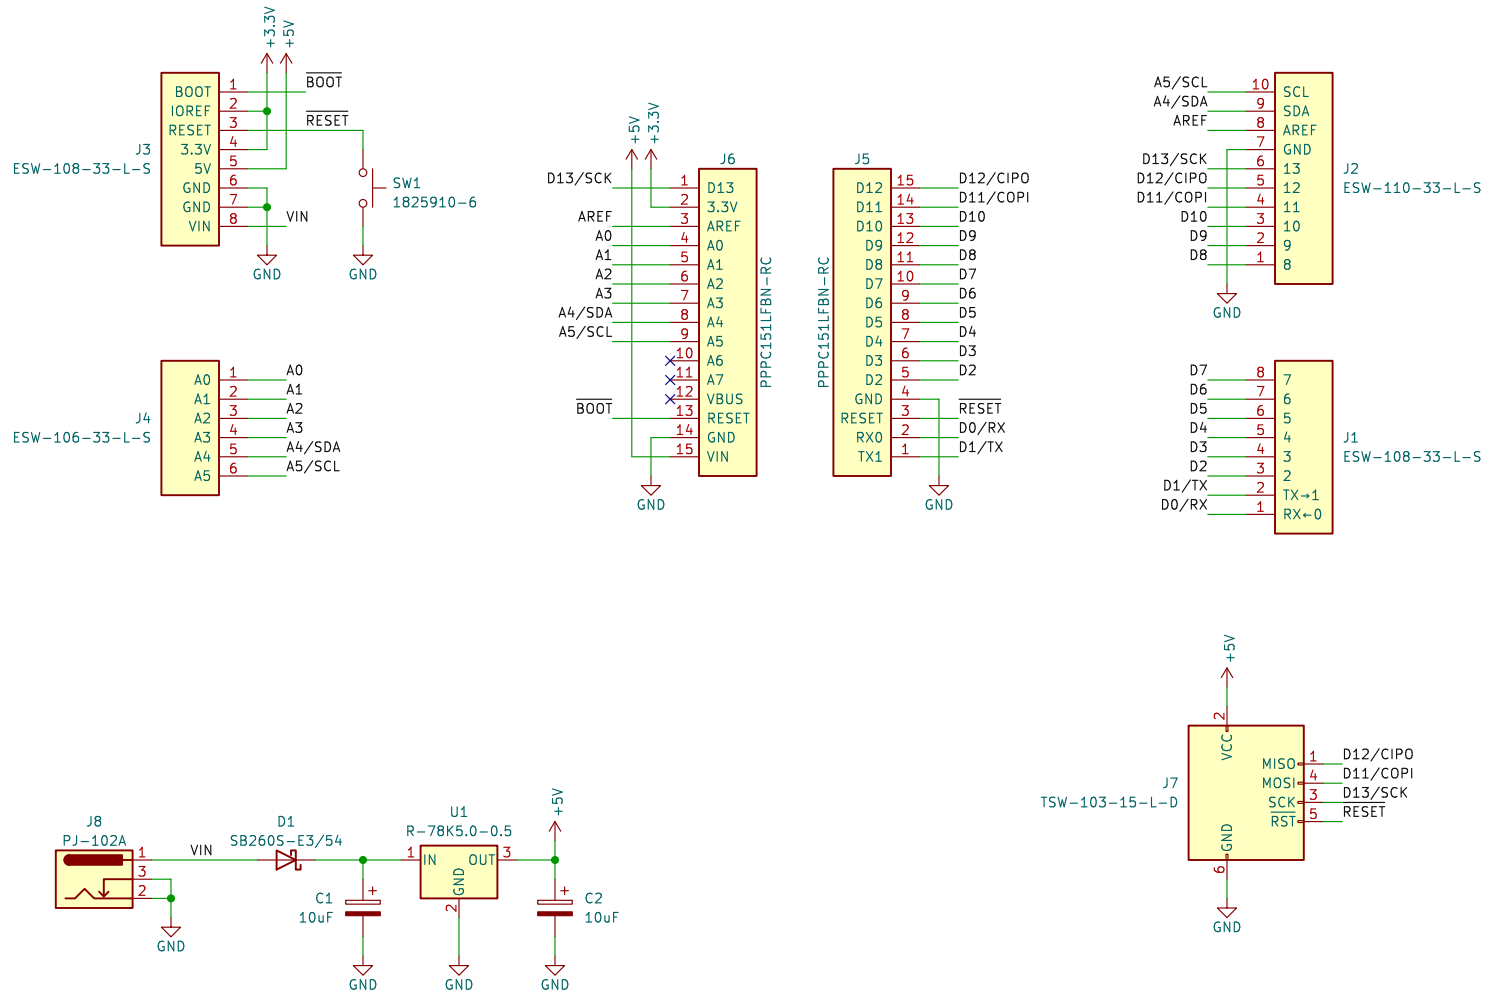 +3.3V
+5V
BOOT 1 BOOT
IOREF 2
RESET 3 RESET
3.3V 4
5V 5
GND 6
GND 7
VIN 8 VIN
J3
ESW-108-33-L-S
SW1
1825910-6
GND
GND
A0 1 A0
A1 2 A1
A2 3 A2
A3 4 A3
A4 5 A4/SDA
A5 6 A5/SCL
J4
ESW-106-33-L-S
+5V
+3.3V
J6
D13/SCK 1 D13
2 3.3V
AREF 3 AREF
A0 4 A0
A1 5 A1
A2 6 A2
A3 7 A3
A4/SDA 8 A4
A5/SCL 9 A5
10 A6
11 A7
12 VBUS
BOOT 13 RESET
14 GND
15 VIN
PPPC151LFBN-RC
GND
J5
PPPC151LFBN-RC
D12 15 D12/CIPO
D11 14 D11/COPI
D10 13 D10
D9 12 D9
D8 11 D8
D7 10 D7
D6 9 D6
D5 8 D5
D4 7 D4
D3 6 D3
D2 5 D2
GND 4
RESET 3 RESET
RX0 2 D0/RX
TX1 1 D1/TX
GND
A5/SCL 10 SCL
A4/SDA 9 SDA
AREF 8 AREF
7 GND
D13/SCK 6 13
D12/CIPO 5 12
D11/COPI 4 11
D10 3 10
D9 2 9
D8 1 8
J2
ESW-110-33-L-S
GND
D7 8 7
D6 7 6
D5 6 5
D4 5 4
D3 4 3
D2 3 2
D1/TX 2 TX→1
D0/RX 1 RX←0
J1
ESW-108-33-L-S
J8
PJ-102A
1
3
2
GND
VIN
D1
SB260S-E3/54
C1
10uF
+
GND
U1
R-78K5.0-0.5
1 IN
OUT 3
GND
2
GND
+5V
+
C2
10uF
GND
+5V
2
VCC
MISO 1 D12/CIPO
MOSI 4 D11/COPI
SCK 3 D13/SCK
RST 5 RESET
GND
6
J7
TSW-103-15-L-D
GND